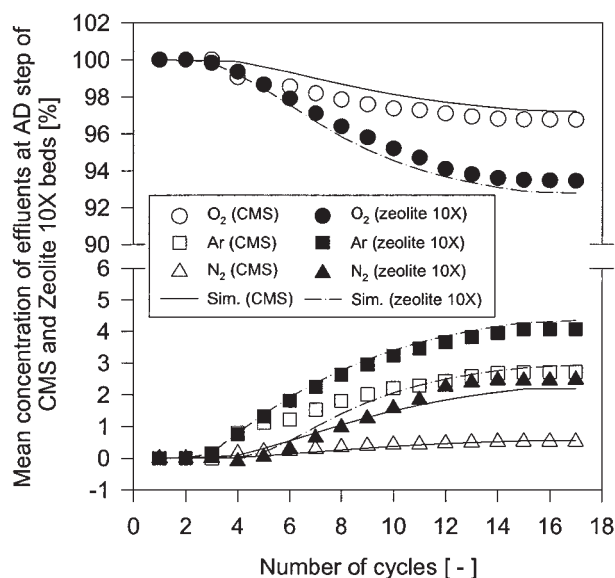 Mean concentration of effluents at AD step of
CMS and Zeolite 10X beds [%]
102
100
98
96
94
92
90
6
5
4
3
2
1
0
-1
O₂ (CMS) O₂ (zeolite 10X)
Ar (CMS) Ar (zeolite 10X)
N₂ (CMS) N₂ (zeolite 10X)
Sim. (CMS) Sim. (zeolite 10X)
0 2 4 6 8 10 12 14 16 18
Number of cycles [ - ]